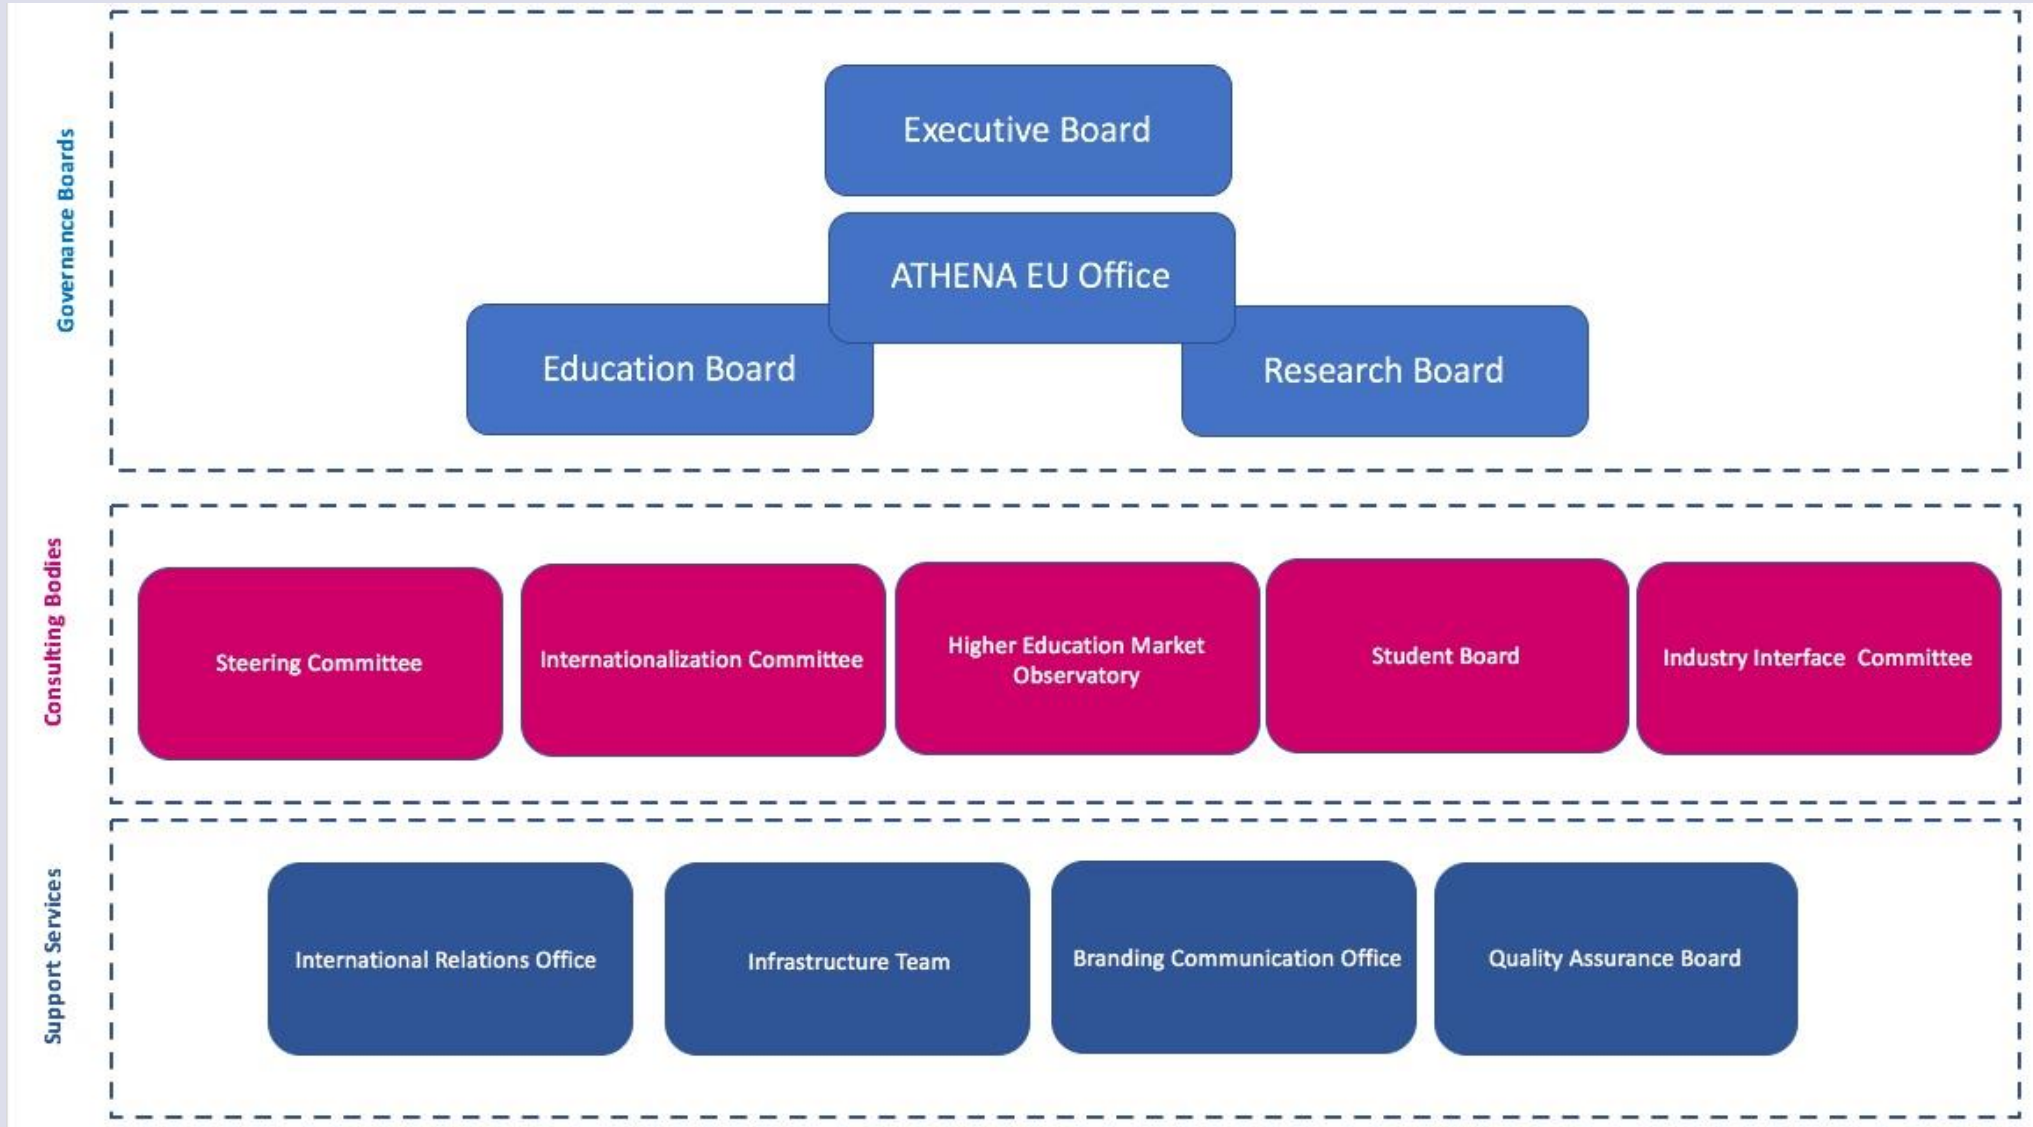 Governance Boards
Executive Board
ATHENA EU Office
Education Board
Research Board
Consulting Bodies
Steering Committee
Internationalization Committee
Higher Education Market
Observatory
Student Board
Industry Interface  Committee
Support Services
International Relations Office
Infrastructure Team
Branding Communication Office
Quality Assurance Board